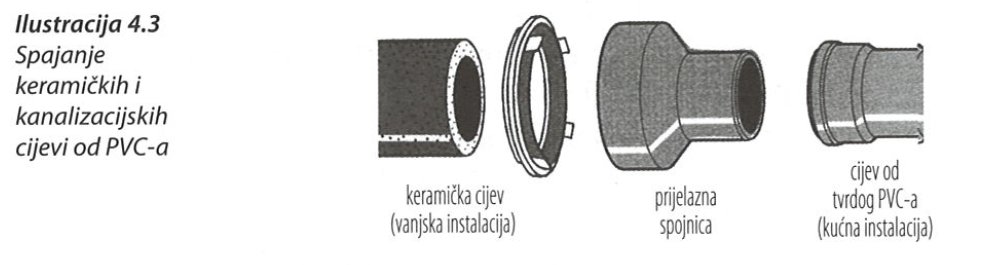 Ilustracija 4.3
Spajanje
keramičkih i
kanalizacijskih
cijevi od PVC-a
keramička cijev
(vanjska instalacija)
prijelazna
spojnica
cijev od
tvrdog PVC-a
(kućna instalacija)